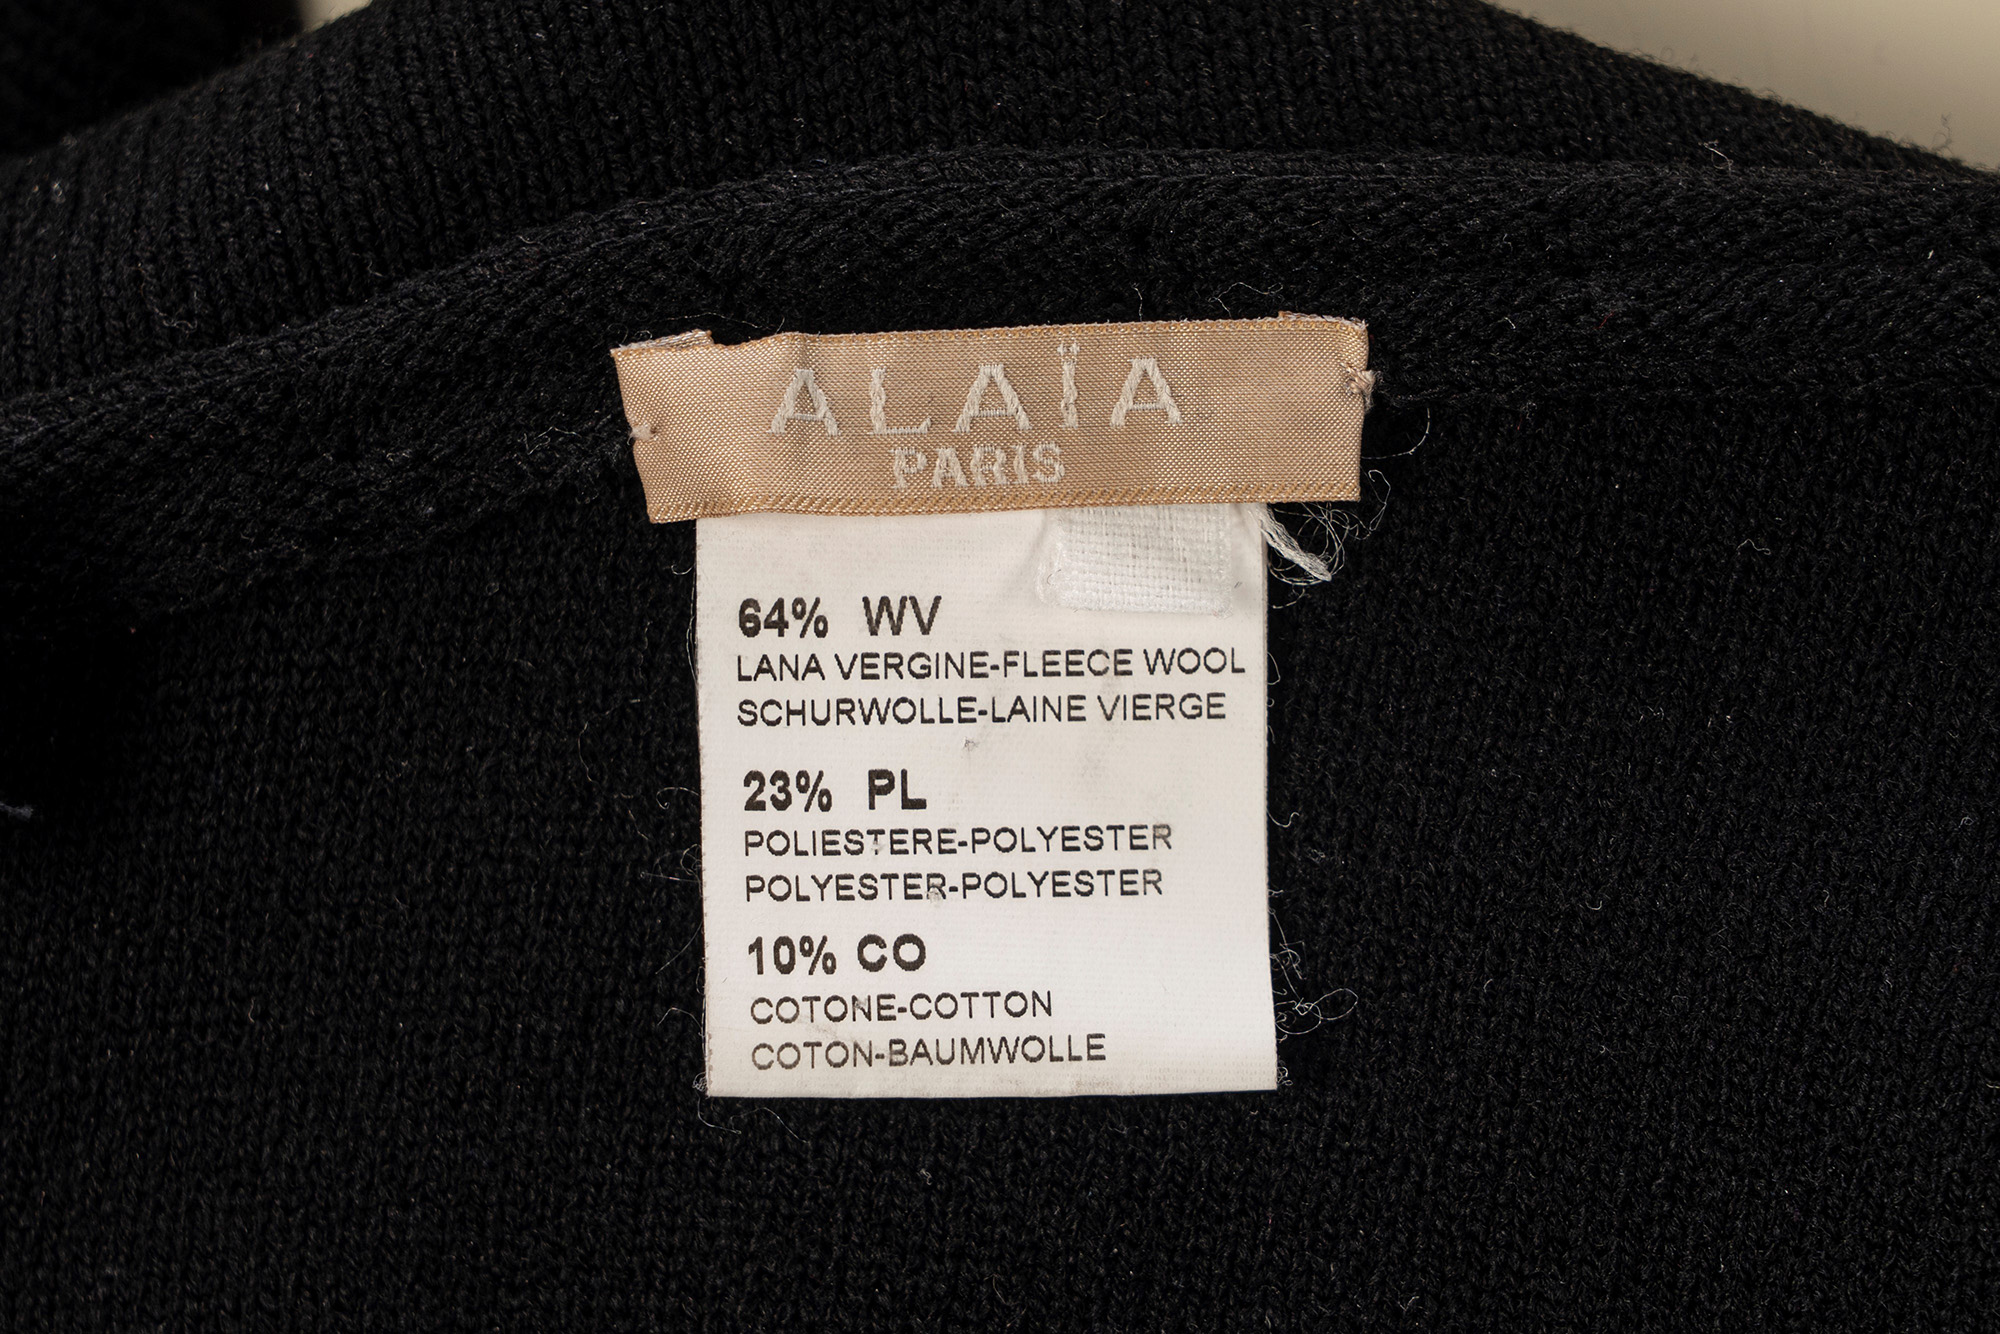 ALAÏA
PARIS
64% WV
LANA VERGINE-FLEECE WOOL
SCHURWOLLE-LAINE VIERGE
23% PL
POLIESTERE-POLYESTER
POLYESTER-POLYESTER
10% CO
COTONE-COTTON
COTON-BAUMWOLLE